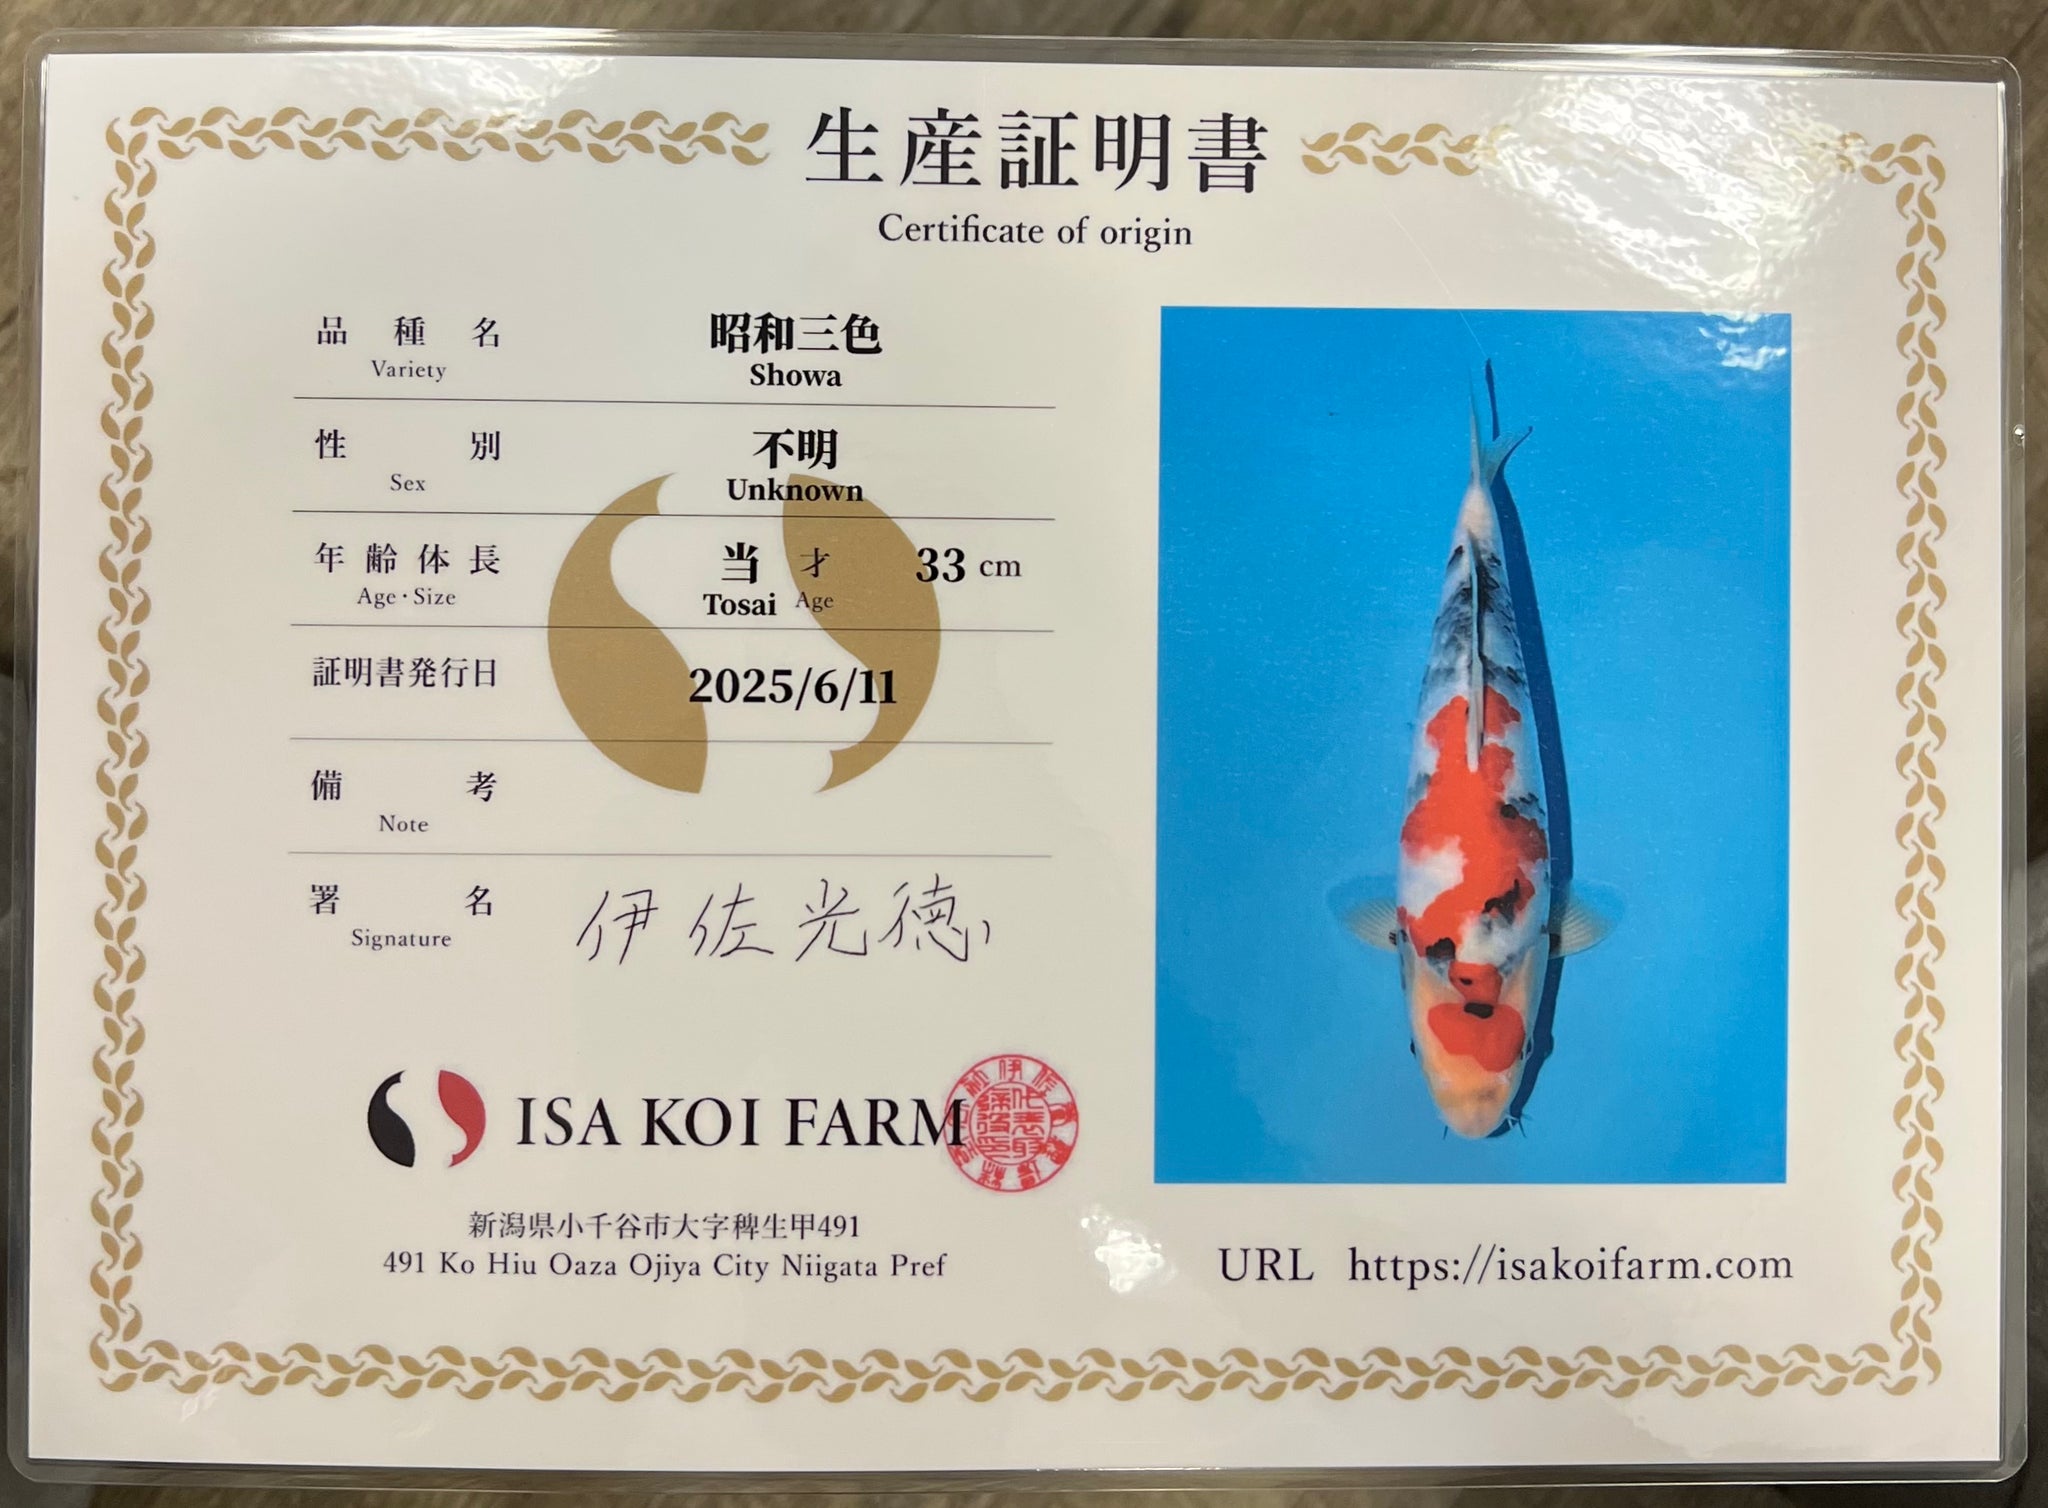 生産証明書
Certificate of origin
品種名 昭和三色
Variety Showa
性別 不明
Sex Unknown
年齢体長 当才 33 cm
Age・Size Tosai Age
証明書発行日 2025/6/11
備考
Note
署名 伊佐光徳
Signature
ISA KOI FARM
新潟県小千谷市大字稗生甲491
491 Ko Hiu Oaza Ojiya City Niigata Pref
URL https://isakoifarm.com